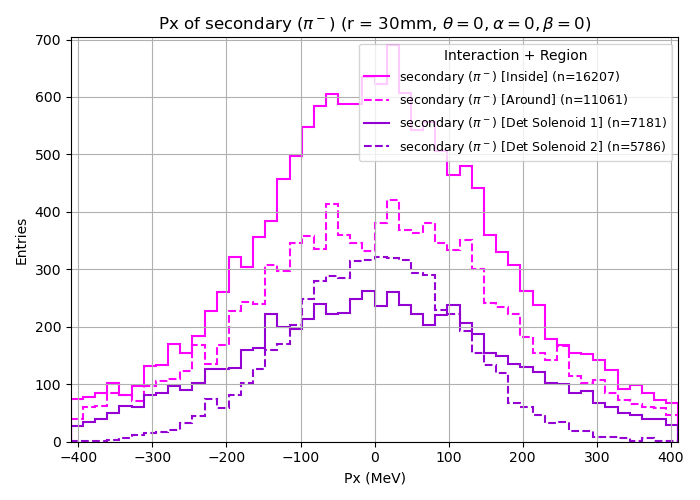 Px of secondary (π⁻) (r = 30mm, θ = 0, α = 0, β = 0)
Interaction + Region
secondary (π⁻) [Inside] (n=16207)
secondary (π⁻) [Around] (n=11061)
secondary (π⁻) [Det Solenoid 1] (n=7181)
secondary (π⁻) [Det Solenoid 2] (n=5786)
Entries
700
600
500
400
300
200
100
0
−400 −300 −200 −100 0 100 200 300 400
Px (MeV)